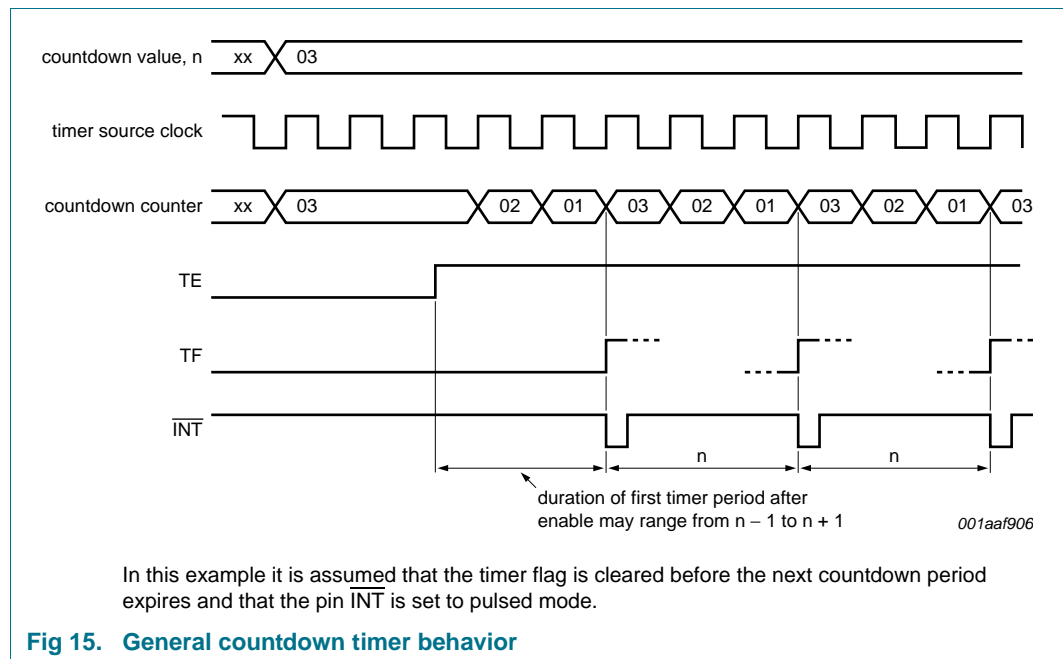 countdown value, n xx 03
timer source clock
countdown counter xx 03 02 01 03 02 01 03 02 01 03
TE
TF
INT
n n
duration of first timer period after
enable may range from n − 1 to n + 1
001aaf906
In this example it is assumed that the timer flag is cleared before the next countdown period
expires and that the pin INT is set to pulsed mode.
Fig 15. General countdown timer behavior